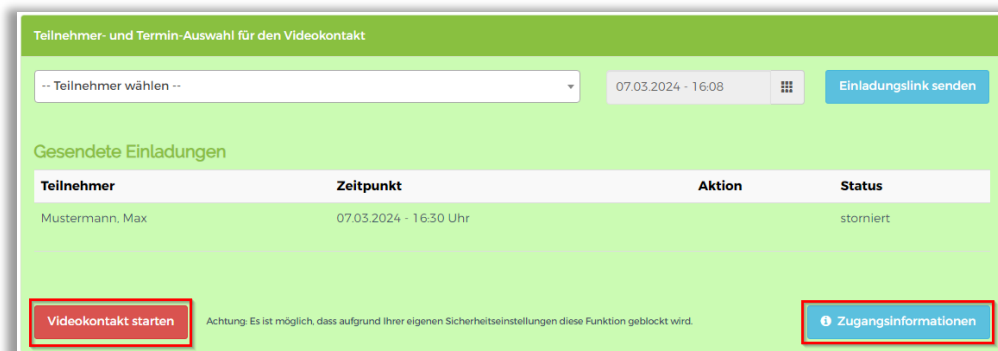 Teilnehmer- und Termin-Auswahl für den Videokontakt
-- Teilnehmer wählen --
07.03.2024 - 16:08
Einladungslink senden
Gesendete Einladungen
Teilnehmer Zeitpunkt Aktion Status
Mustermann, Max 07.03.2024 - 16:30 Uhr storniert
Videokontakt starten
Achtung: Es ist möglich, dass aufgrund Ihrer eigenen Sicherheitseinstellungen diese Funktion geblockt wird.
Zugangsinformationen